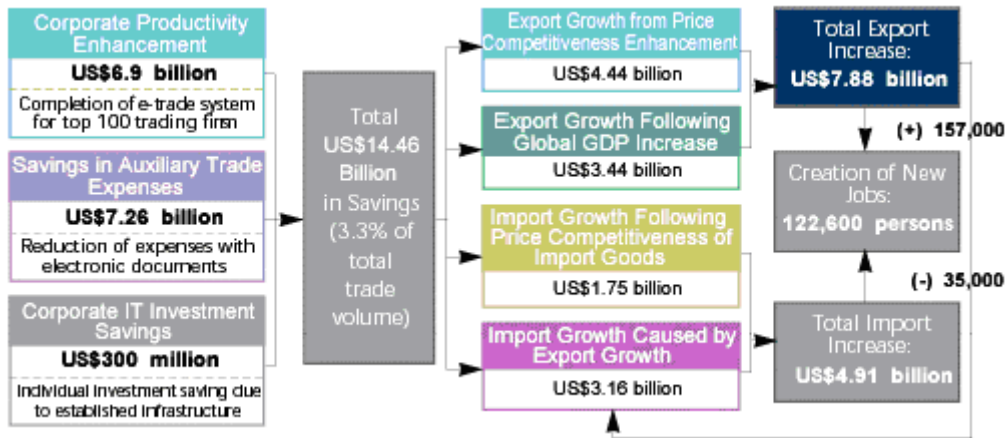 Corporate Productivity
Enhancement
US$6.9 billion
Completion of e-trade system
for top 100 trading firsn
Savings in Auxillary Trade
Expenses
US$7.26 billion
Reduction of expenses with
electronic documents
Corporate IT Investment
Savings
US$300 million
Individual investment saving due
to established infrastructure
Total
US$14.46
Billion
in Savings
(3.3% of
total
trade
volume)
Export Growth from Price
Competitiveness Enhancement
US$4.44 billion
Export Growth Following
Global GDP Increase
US$3.44 billion
Import Growth Following
Price Competitiveness of
Import Goods
US$1.75 billion
Import Growth Caused by
Export Growth
US$3.16 billion
Total Export
Increase:
US$7.88 billion
(+) 157,000
Creation of New
Jobs:
122,600 persons
(-) 35,000
Total Import
Increase:
US$4.91 billion